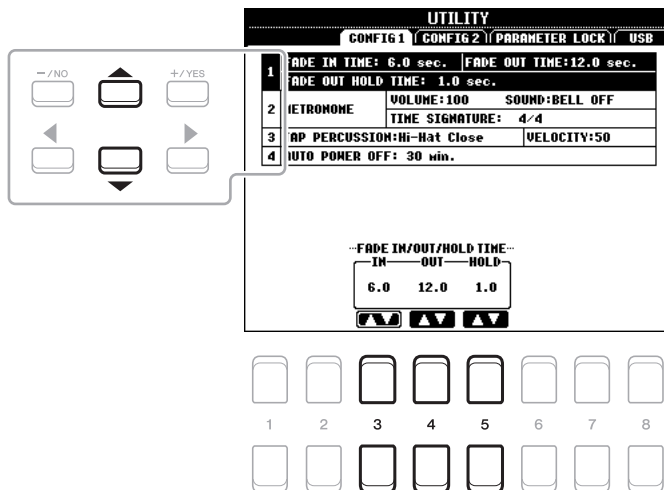 UTILITY
CONFIG 1 CONFIG 2 PARAMETER LOCK USB
-/NO +/YES
1 FADE IN TIME: 6.0 sec. FADE OUT TIME:12.0 sec.
FADE OUT HOLD TIME: 1.0 sec.
2 METRONOME VOLUME:100 SOUND:BELL OFF
TIME SIGNATURE: 4/4
3 TAP PERCUSSION:Hi-Hat Close VELOCITY:50
4 AUTO POWER OFF: 30 min.
FADE IN/OUT/HOLD TIME
IN OUT HOLD
6.0 12.0 1.0
1 2 3 4 5 6 7 8